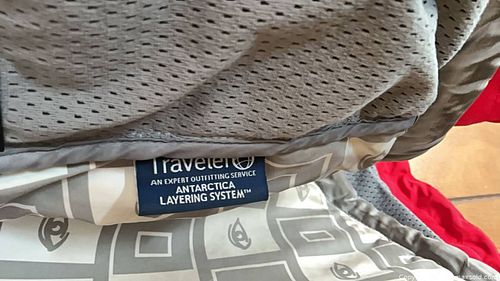 Traveler
AN EXPERT OUTFITTING SERVICE
ANTARCTICA
LAYERING SYSTEM™